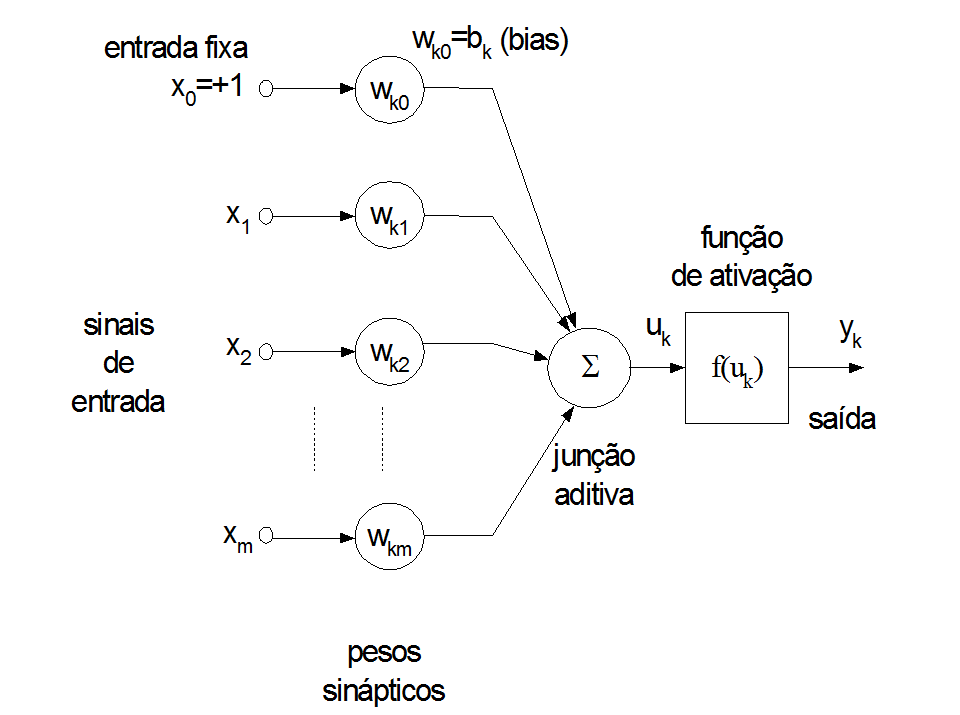 entrada fixa
x0=+1
wk0=bk (bias)
wk0
x1
wk1
sinais
de
entrada
x2
wk2
xm
wkm
Σ
junção
aditiva
uk
função
de ativação
f(uk)
yk
saída
pesos
sinápticos